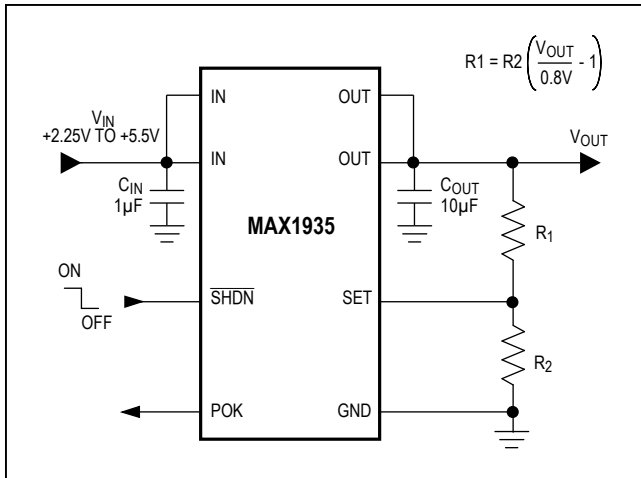 R1 = R2 (VOUT/0.8V - 1)
VIN
+2.25V TO +5.5V
IN
OUT
VOUT
IN
OUT
CIN
1µF
COUT
10µF
MAX1935
R1
ON
OFF
SHDN
SET
R2
POK
GND